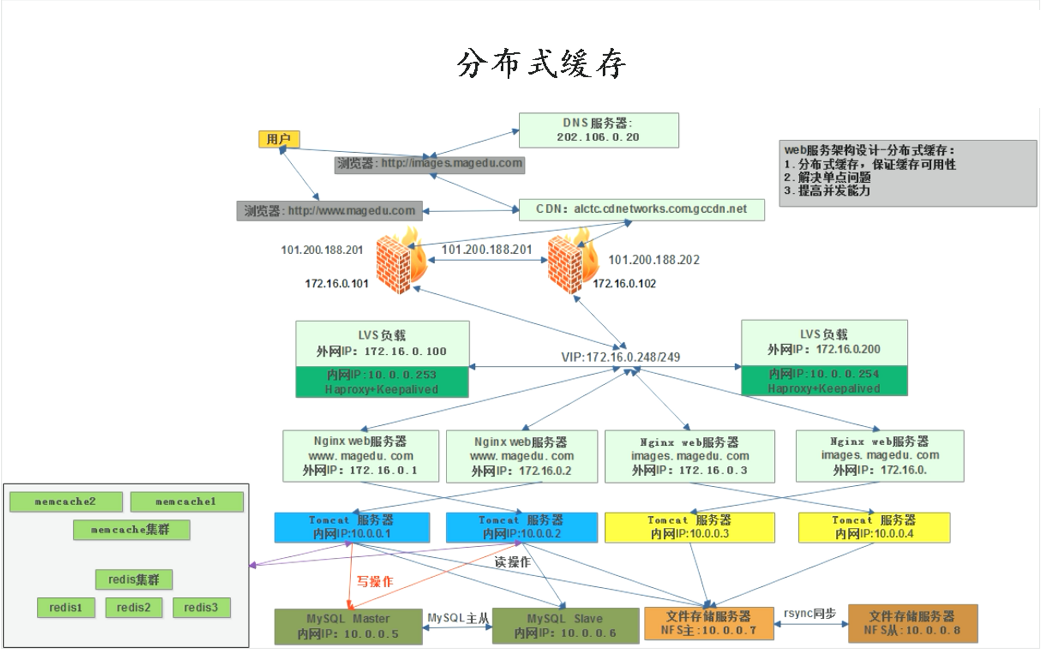 分布式缓存
DNS服务器:
202.106.0.20
用户
浏览器: http://images.magedu.com
web服务架构设计-分布式缓存:
1.分布式缓存，保证缓存可用性
2.解决单点问题
3.提高并发能力
浏览器: http://www.magedu.com
CDN: alctc.cdnetworks.com.gccdn.net
101.200.188.201
101.200.188.201
101.200.188.202
172.16.0.101
172.16.0.102
LVS负载
外网IP: 172.16.0.100
内网IP:10.0.0.253
Haproxy+Keepalived
VIP:172.16.0.248/249
LVS负载
外网IP: 172.16.0.200
内网IP:10.0.0.254
Haproxy+Keepalived
Nginx web服务器
www.magedu.com
外网IP: 172.16.0.1
Nginx web服务器
www.magedu.com
外网IP: 172.16.0.2
Nginx web服务器
images.magedu.com
外网IP: 172.16.0.3
Nginx web服务器
images.magedu.com
外网IP: 172.16.0.
memcache2
memcache1
memcache集群
redis集群
redis1
redis2
redis3
Tomcat 服务器
内网IP:10.0.0.1
Tomcat 服务器
内网IP:10.0.0.2
Tomcat 服务器
内网IP:10.0.0.3
Tomcat 服务器
内网IP:10.0.0.4
读操作
写操作
MySQL Master
内网IP: 10.0.0.5
MySQL主从
MySQL Slave
内网IP: 10.0.0.6
文件存储服务器
NFS主:10.0.0.7
rsync同步
文件存储服务器
NFS从:10.0.0.8